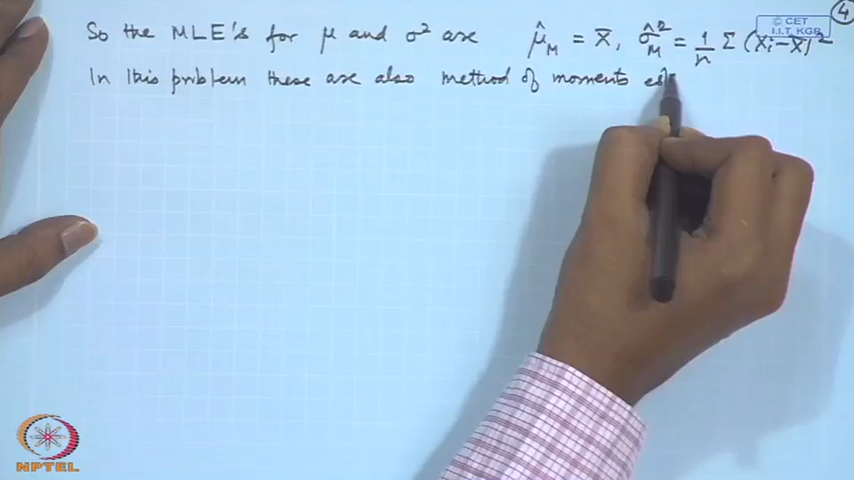 So the MLE's for μ and σ² are μ̂_M = X̄, σ̂²_M = 1/n Σ (Xi - X̄)²
In this problem these are also method of moments
4
© CET
I.I.T. KGP
NPTEL